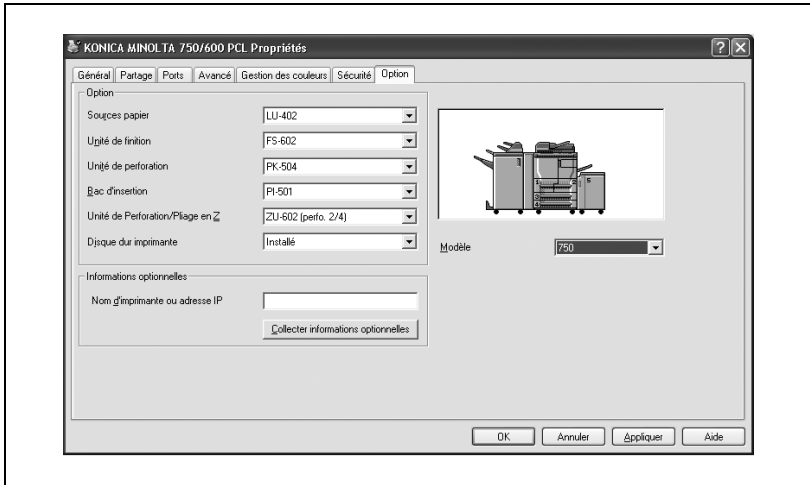 KONICA MINOLTA 750/600 PCL Propriétés
Général Partage Ports Avancé Gestion des couleurs Sécurité Option
Option
Sources papier LU-402
Unité de finition FS-602
Unité de perforation PK-504
Bac d'insertion PI-501
Unité de Perforation/Pliage en Z ZU-602 (perfo. 2/4)
Disque dur imprimante Installé
Modèle 750
Informations optionnelles
Nom d'imprimante ou adresse IP
Collecter informations optionnelles
OK Annuler Appliquer Aide